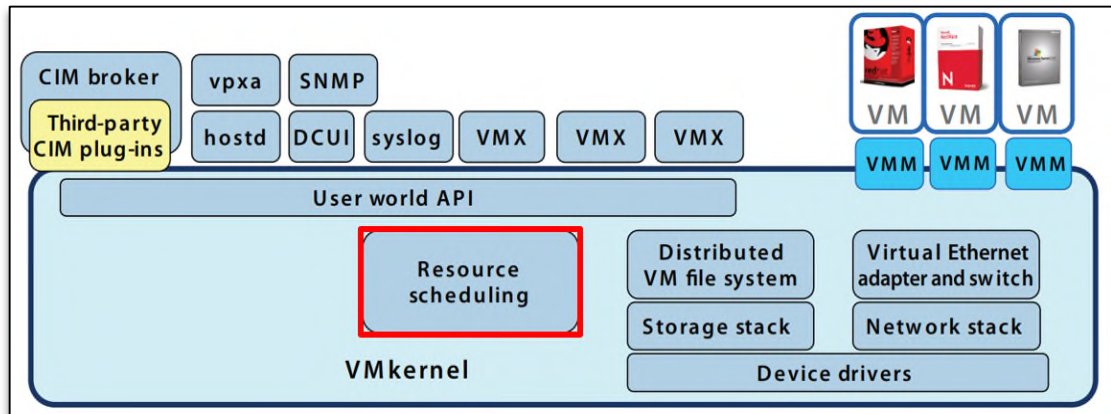 CIM broker
Third-party
CIM plug-ins
vpxa
SNMP
hostd
DCUI
syslog
VMX
VMX
VMX
N
VM
VM
VM
VMM
VMM
VMM
User world API
Resource
scheduling
Distributed
VM file system
Virtual Ethernet
adapter and switch
Storage stack
Network stack
VMkernel
Device drivers